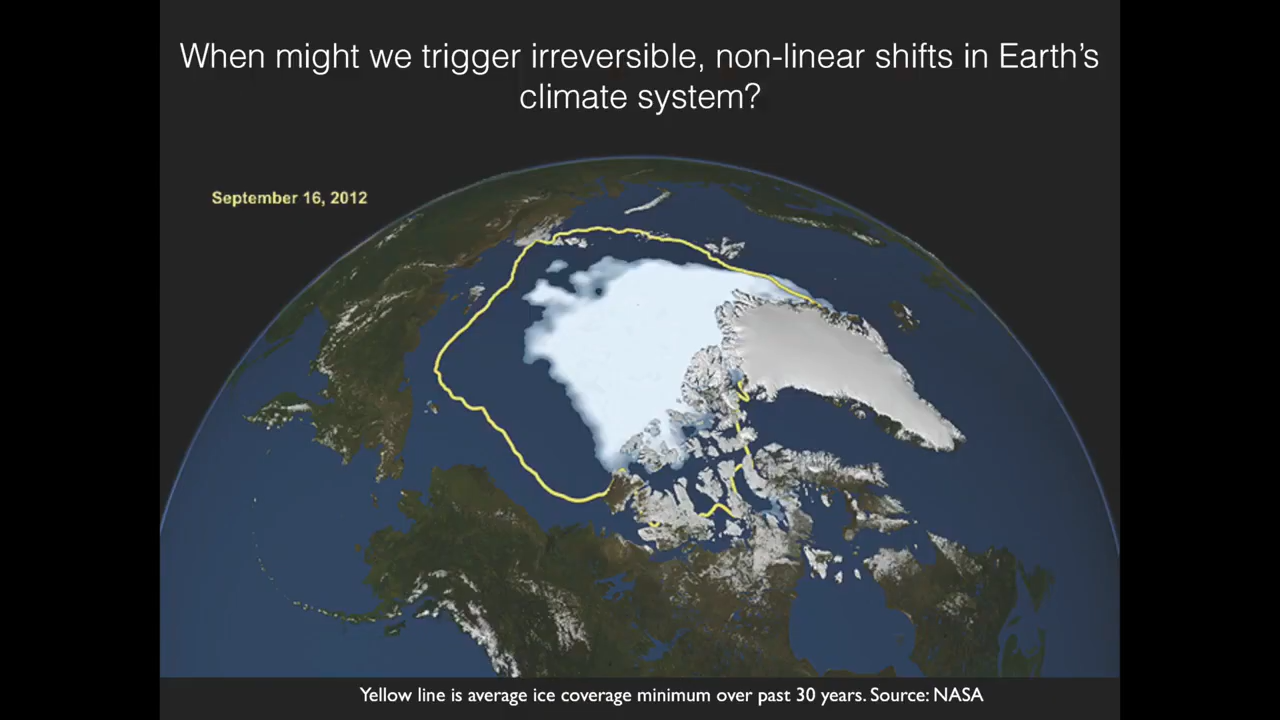 When might we trigger irreversible, non-linear shifts in Earth's
climate system?
September 16, 2012
Yellow line is average ice coverage minimum over past 30 years. Source: NASA